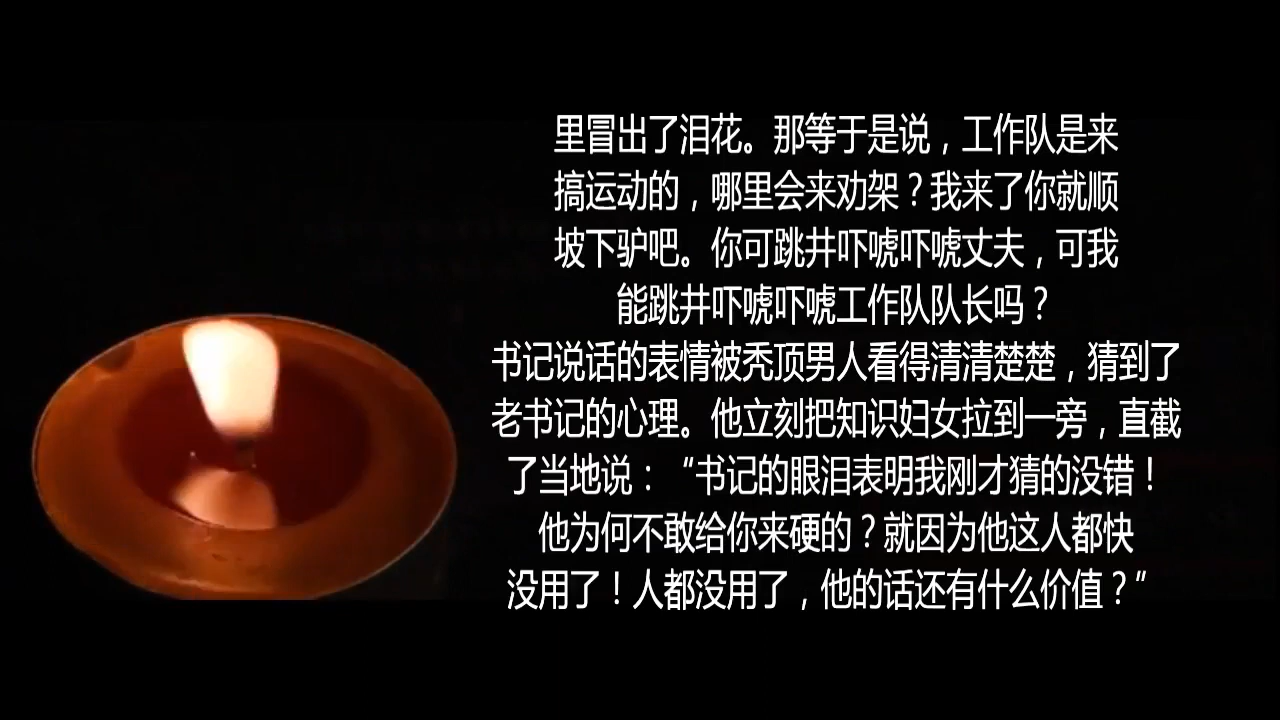 里冒出了泪花。那等于是说，工作队是来
搞运动的，哪里会来劝架？我来了你就顺
坡下驴吧。你可跳井吓唬吓唬丈夫，可我
能跳井吓唬吓唬工作队队长吗？
书记说话的表情被秃顶男人看得清清楚楚，猜到了
老书记的心理。他立刻把知识妇女拉到一旁，直截
了当地说：“书记的眼泪表明我刚才猜的没错！
他为何不敢给你来硬的？就因为他这人都快
没用了！人都没用了，他的话还有什么价值？”